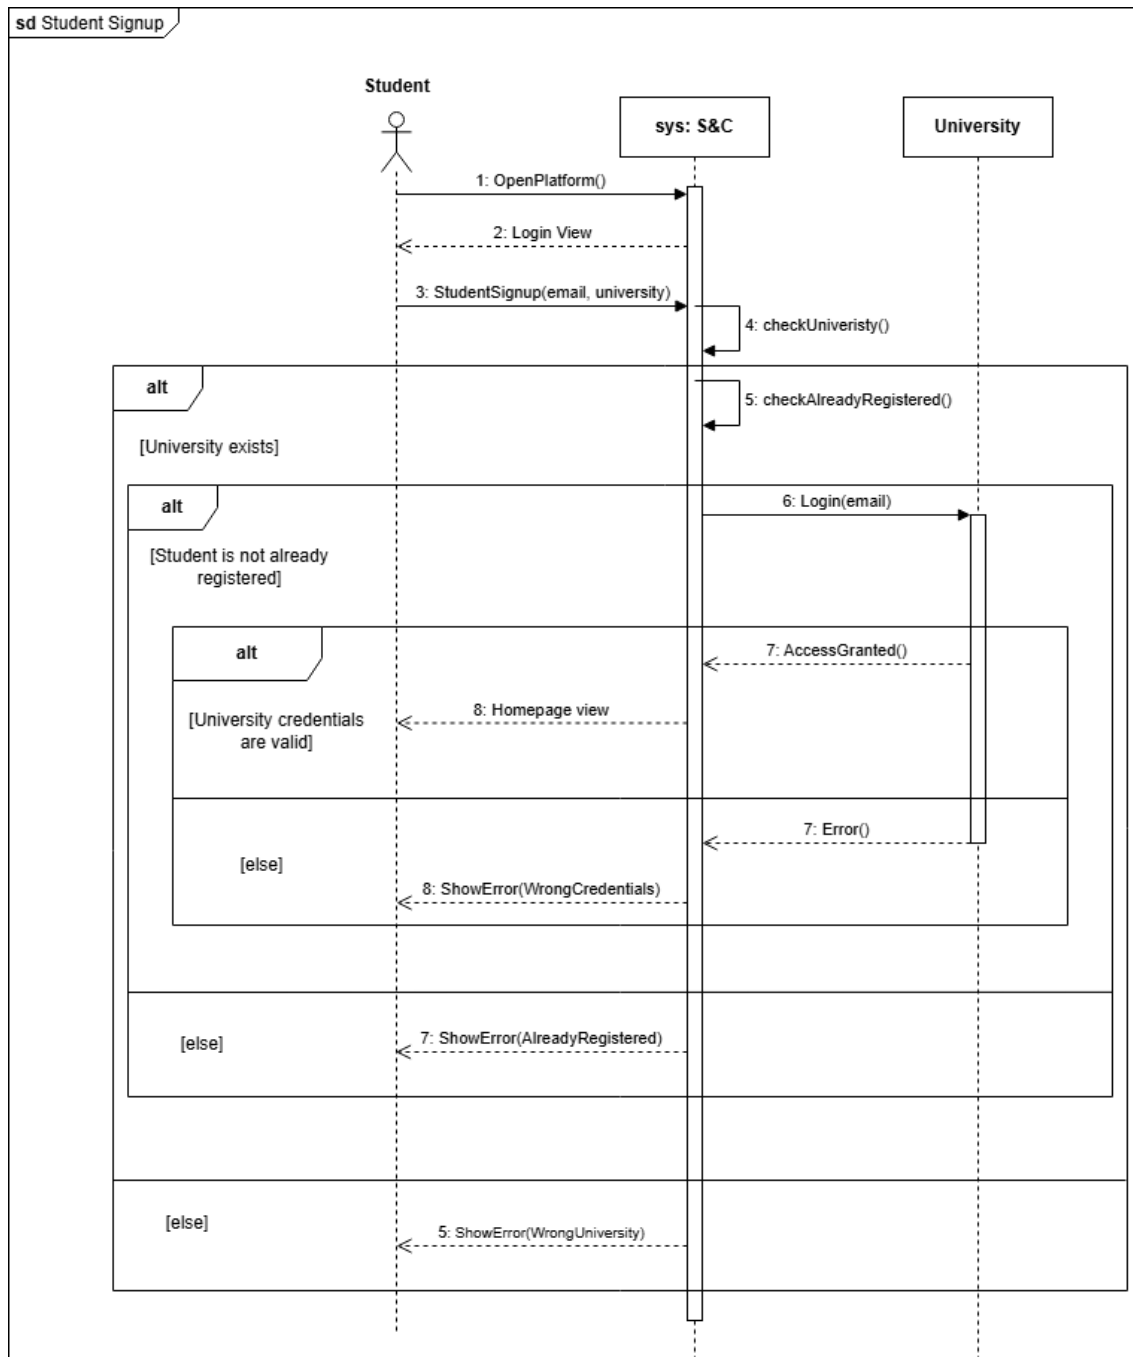 sd Student Signup
Student
sys: S&C
University
1: OpenPlatform()
2: Login View
3: StudentSignup(email, university)
4: checkUniveristy()
alt
5: checkAlreadyRegistered()
[University exists]
alt
6: Login(email)
[Student is not already
registered]
alt
7: AccessGranted()
8: Homepage view
[University credentials
are valid]
7: Error()
[else]
8: ShowError(WrongCredentials)
[else]
7: ShowError(AlreadyRegistered)
[else]
5: ShowError(WrongUniversity)